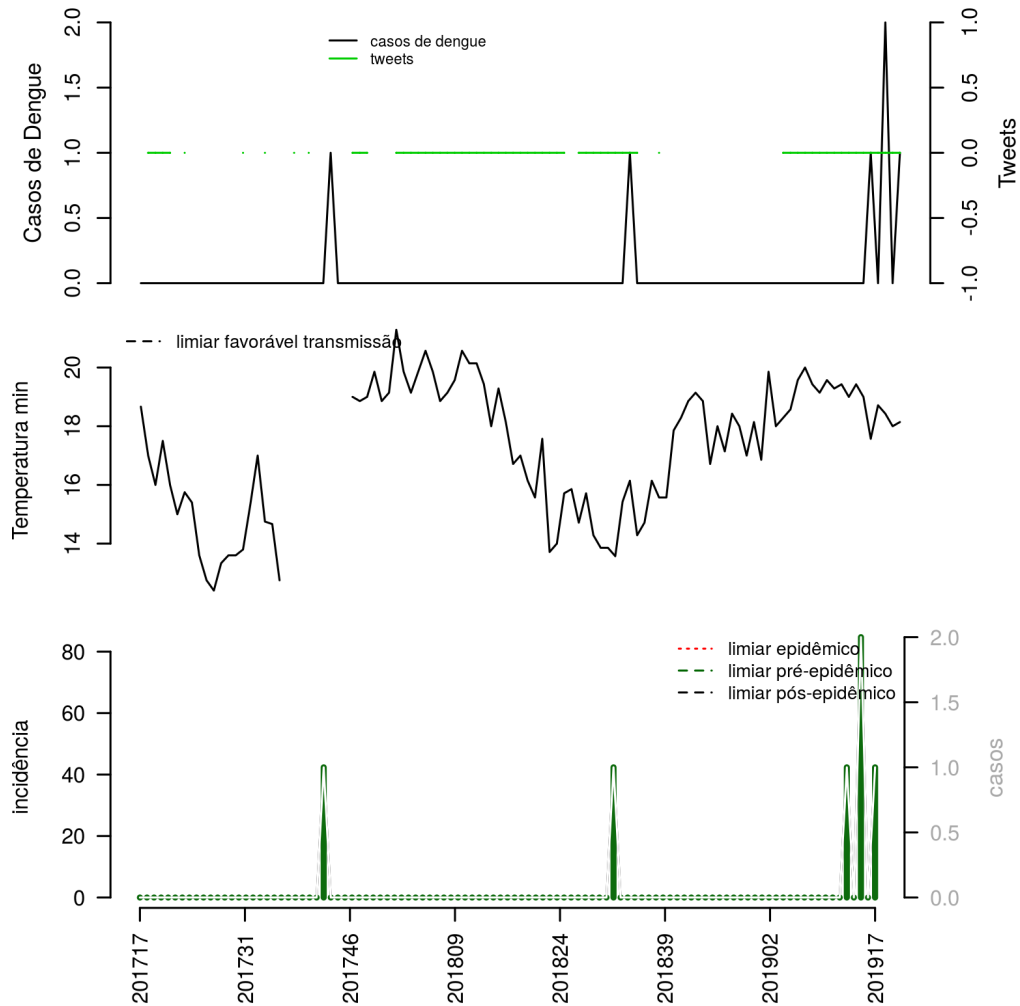 casos de dengue
tweets
Casos de Dengue
0.0 0.5 1.0 1.5 2.0
Tweets
-1.0 -0.5 0.0 0.5 1.0
limiar favorável transmissão
Temperatura min
14 16 18 20
limiar epidêmico
limiar pré-epidêmico
limiar pós-epidêmico
incidência
0 20 40 60 80
casos
0.0 0.5 1.0 1.5 2.0
201717 201731 201746 201809 201824 201839 201902 201917